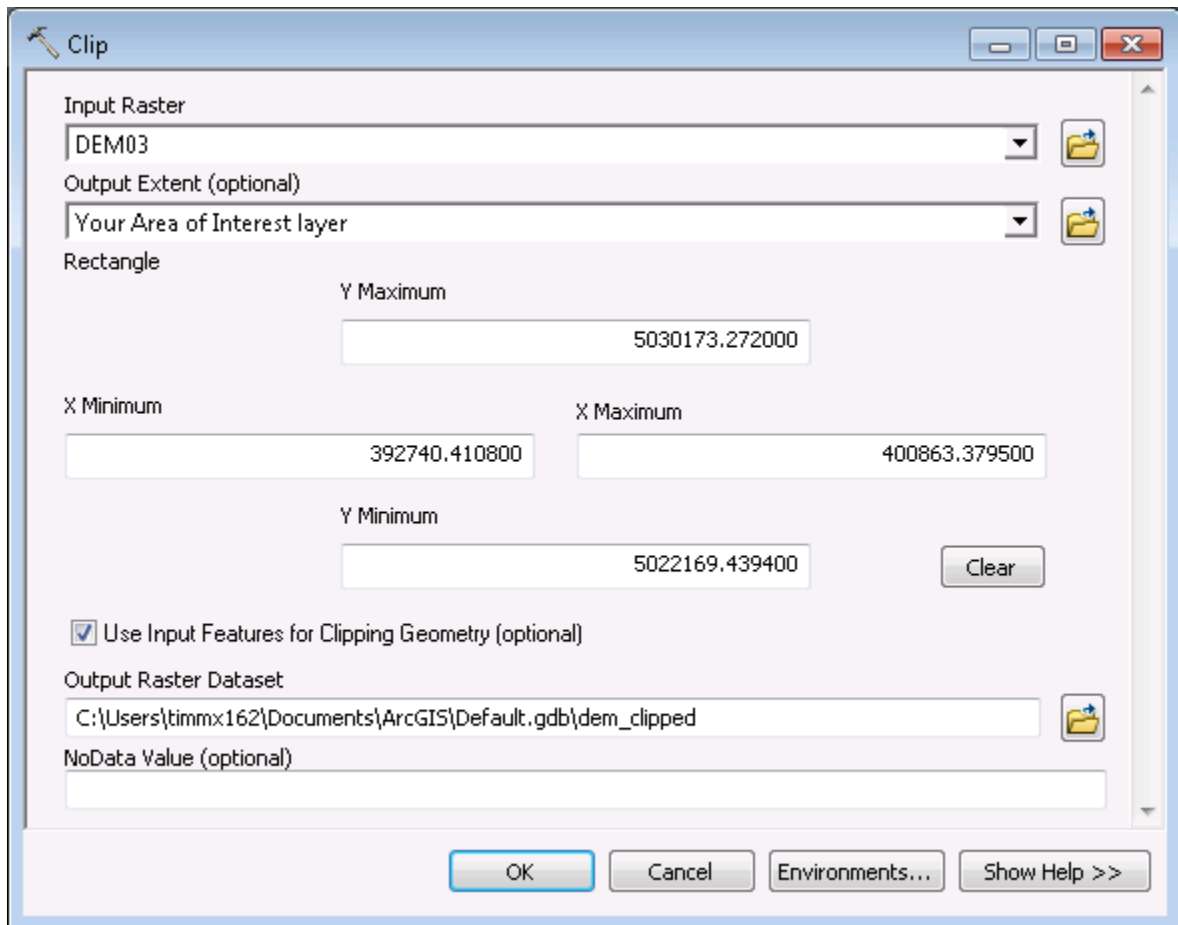 Clip
Input Raster
DEM03
Output Extent (optional)
Your Area of Interest layer
Rectangle
Y Maximum
5030173.272000
X Minimum
X Maximum
392740.410800
400863.379500
Y Minimum
5022169.439400
Clear
Use Input Features for Clipping Geometry (optional)
Output Raster Dataset
C:\Users\timmx162\Documents\ArcGIS\Default.gdb\dem_clipped
NoData Value (optional)
OK
Cancel
Environments...
Show Help >>